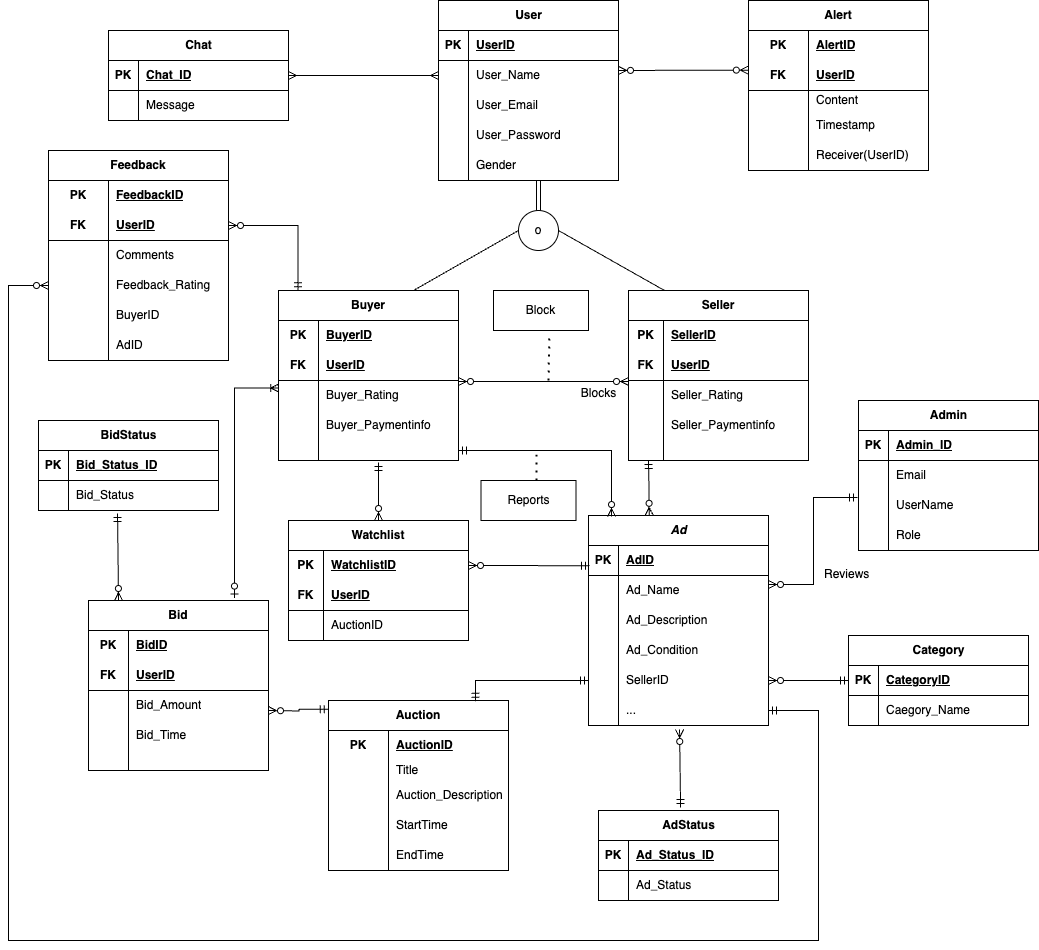 User
PK UserID
User_Name
User_Email
User_Password
Gender
Alert
PK AlertID
FK UserID
Content
Timestamp
Receiver(UserID)
Chat
PK Chat_ID
Message
Feedback
PK FeedbackID
FK UserID
Comments
Feedback_Rating
BuyerID
AdID
o
Buyer
PK BuyerID
FK UserID
Buyer_Rating
Buyer_Paymentinfo
Block
Blocks
Seller
PK SellerID
FK UserID
Seller_Rating
Seller_Paymentinfo
Admin
PK Admin_ID
Email
UserName
Role
BidStatus
PK Bid_Status_ID
Bid_Status
Reports
Watchlist
PK WatchlistID
FK UserID
AuctionID
Ad
PK AdID
Ad_Name
Ad_Description
Ad_Condition
SellerID
...
Reviews
Bid
PK BidID
FK UserID
Bid_Amount
Bid_Time
Category
PK CategoryID
Caegory_Name
Auction
PK AuctionID
Title
Auction_Description
StartTime
EndTime
AdStatus
PK Ad_Status_ID
Ad_Status